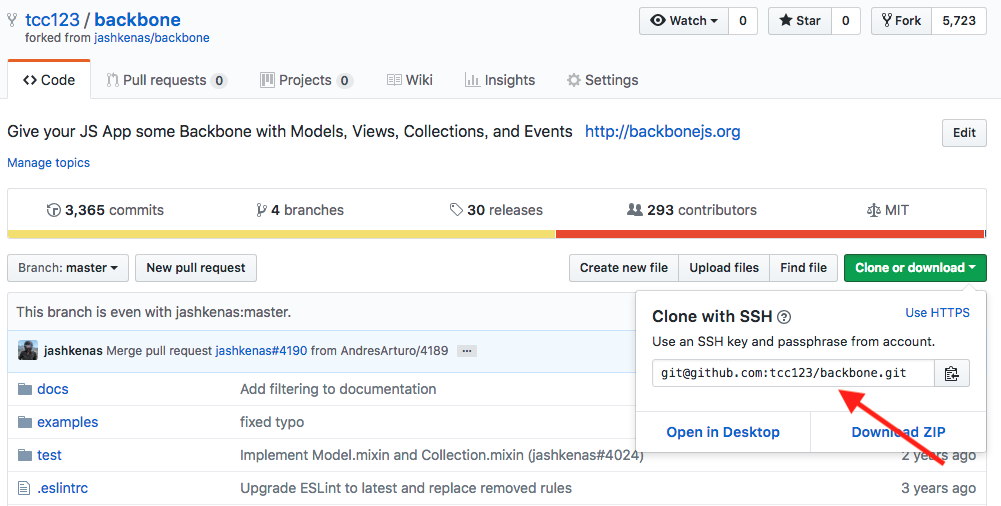 tcc123 / backbone
Watch 0 Star 0 Fork 5,723
forked from jashkenas/backbone
Code Pull requests 0 Projects 0 Wiki Insights Settings
Give your JS App some Backbone with Models, Views, Collections, and Events http://backbonejs.org Edit
Manage topics
3,365 commits 4 branches 30 releases 293 contributors MIT
Branch: master New pull request Create new file Upload files Find file Clone or download
This branch is even with jashkenas:master.
Clone with SSH Use HTTPS
Use an SSH key and passphrase from account.
git@github.com:tcc123/backbone.git
Open in Desktop Download ZIP
jashkenas Merge pull request jashkenas#4190 from AndresArturo/4189 ...
docs Add filtering to documentation
examples fixed typo
test Implement Model.mixin and Collection.mixin (jashkenas#4024) 2 years ago
.eslintrc Upgrade ESLint to latest and replace removed rules 3 years ago